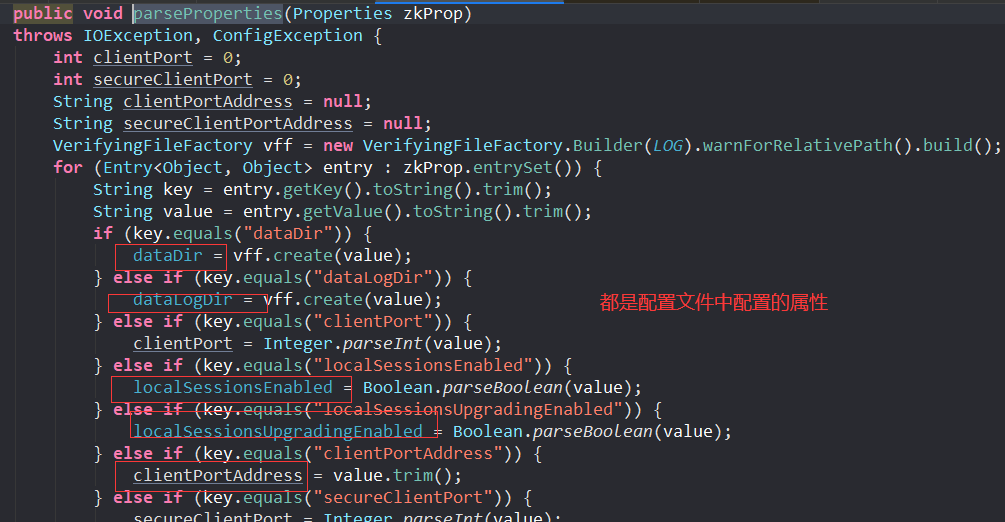 public void parseProperties(Properties zkProp)
throws IOException, ConfigException {
int clientPort = 0;
int secureClientPort = 0;
String clientPortAddress = null;
String secureClientPortAddress = null;
VerifyingFileFactory vff = new VerifyingFileFactory.Builder(LOG).warnForRelativePath().build();
for (Entry<Object, Object> entry : zkProp.entrySet()) {
String key = entry.getKey().toString().trim();
String value = entry.getValue().toString().trim();
if (key.equals("dataDir")) {
dataDir = vff.create(value);
} else if (key.equals("dataLogDir")) {
dataLogDir = vff.create(value);
都是配置文件中配置的属性
} else if (key.equals("clientPort")) {
clientPort = Integer.parseInt(value);
} else if (key.equals("localSessionsEnabled")) {
localSessionsEnabled = Boolean.parseBoolean(value);
} else if (key.equals("localSessionsUpgradingEnabled")) {
localSessionsUpgradingEnabled = Boolean.parseBoolean(value);
} else if (key.equals("clientPortAddress")) {
clientPortAddress = value.trim();
} else if (key.equals("secureClientPort")) {
secureClientPort = Integer.parseInt(value);